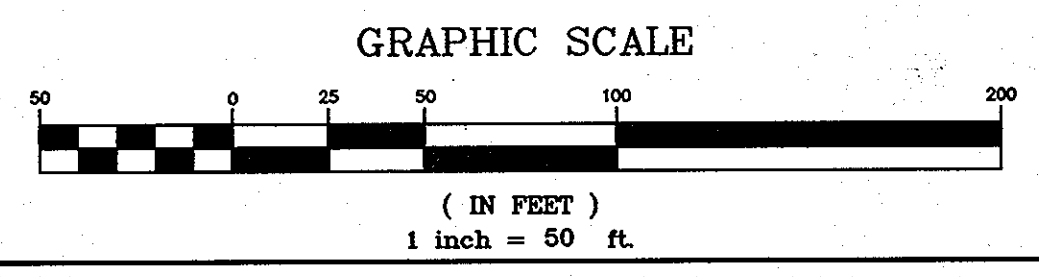 GRAPHIC SCALE
50 0 25 50 100 200
( IN FEET )
1 inch = 50 ft.